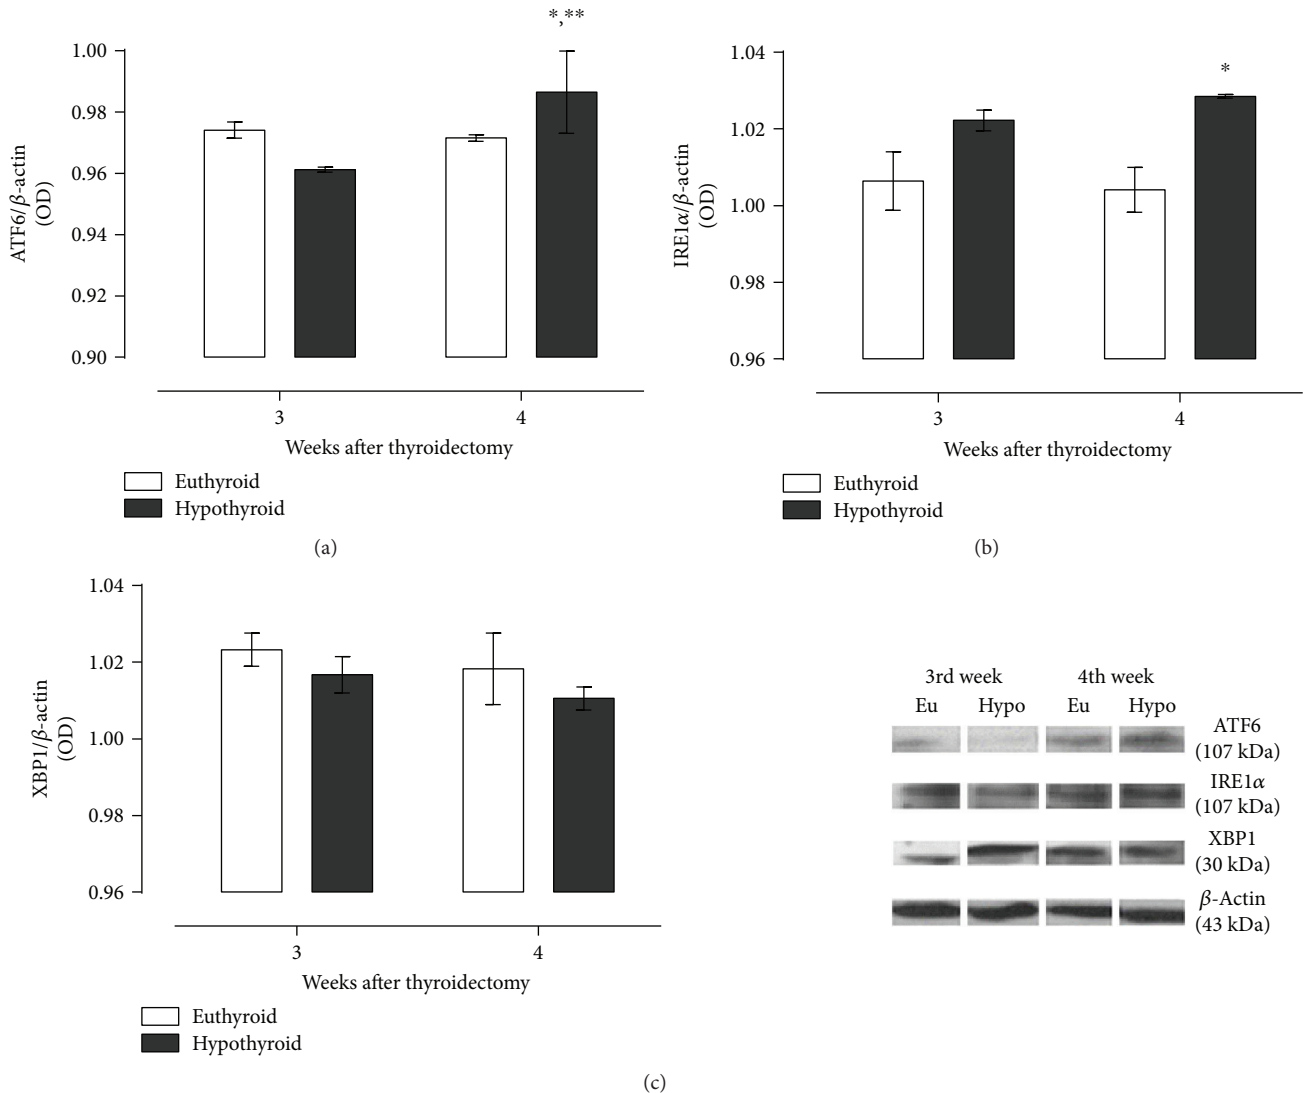 *,**
1.00
0.98
0.96
0.94
0.92
0.90
ATF6/β-actin
(OD)
3
4
Weeks after thyroidectomy
Euthyroid
Hypothyroid
(a)
*
1.04
1.02
1.00
0.98
0.96
IRE1α/β-actin
(OD)
3
4
Weeks after thyroidectomy
Euthyroid
Hypothyroid
(b)
1.04
1.02
1.00
0.98
0.96
XBP1/β-actin
(OD)
3
4
Weeks after thyroidectomy
Euthyroid
Hypothyroid
3rd week
4th week
Eu
Hypo
Eu
Hypo
ATF6
(107 kDa)
IRE1α
(107 kDa)
XBP1
(30 kDa)
β-Actin
(43 kDa)
(c)